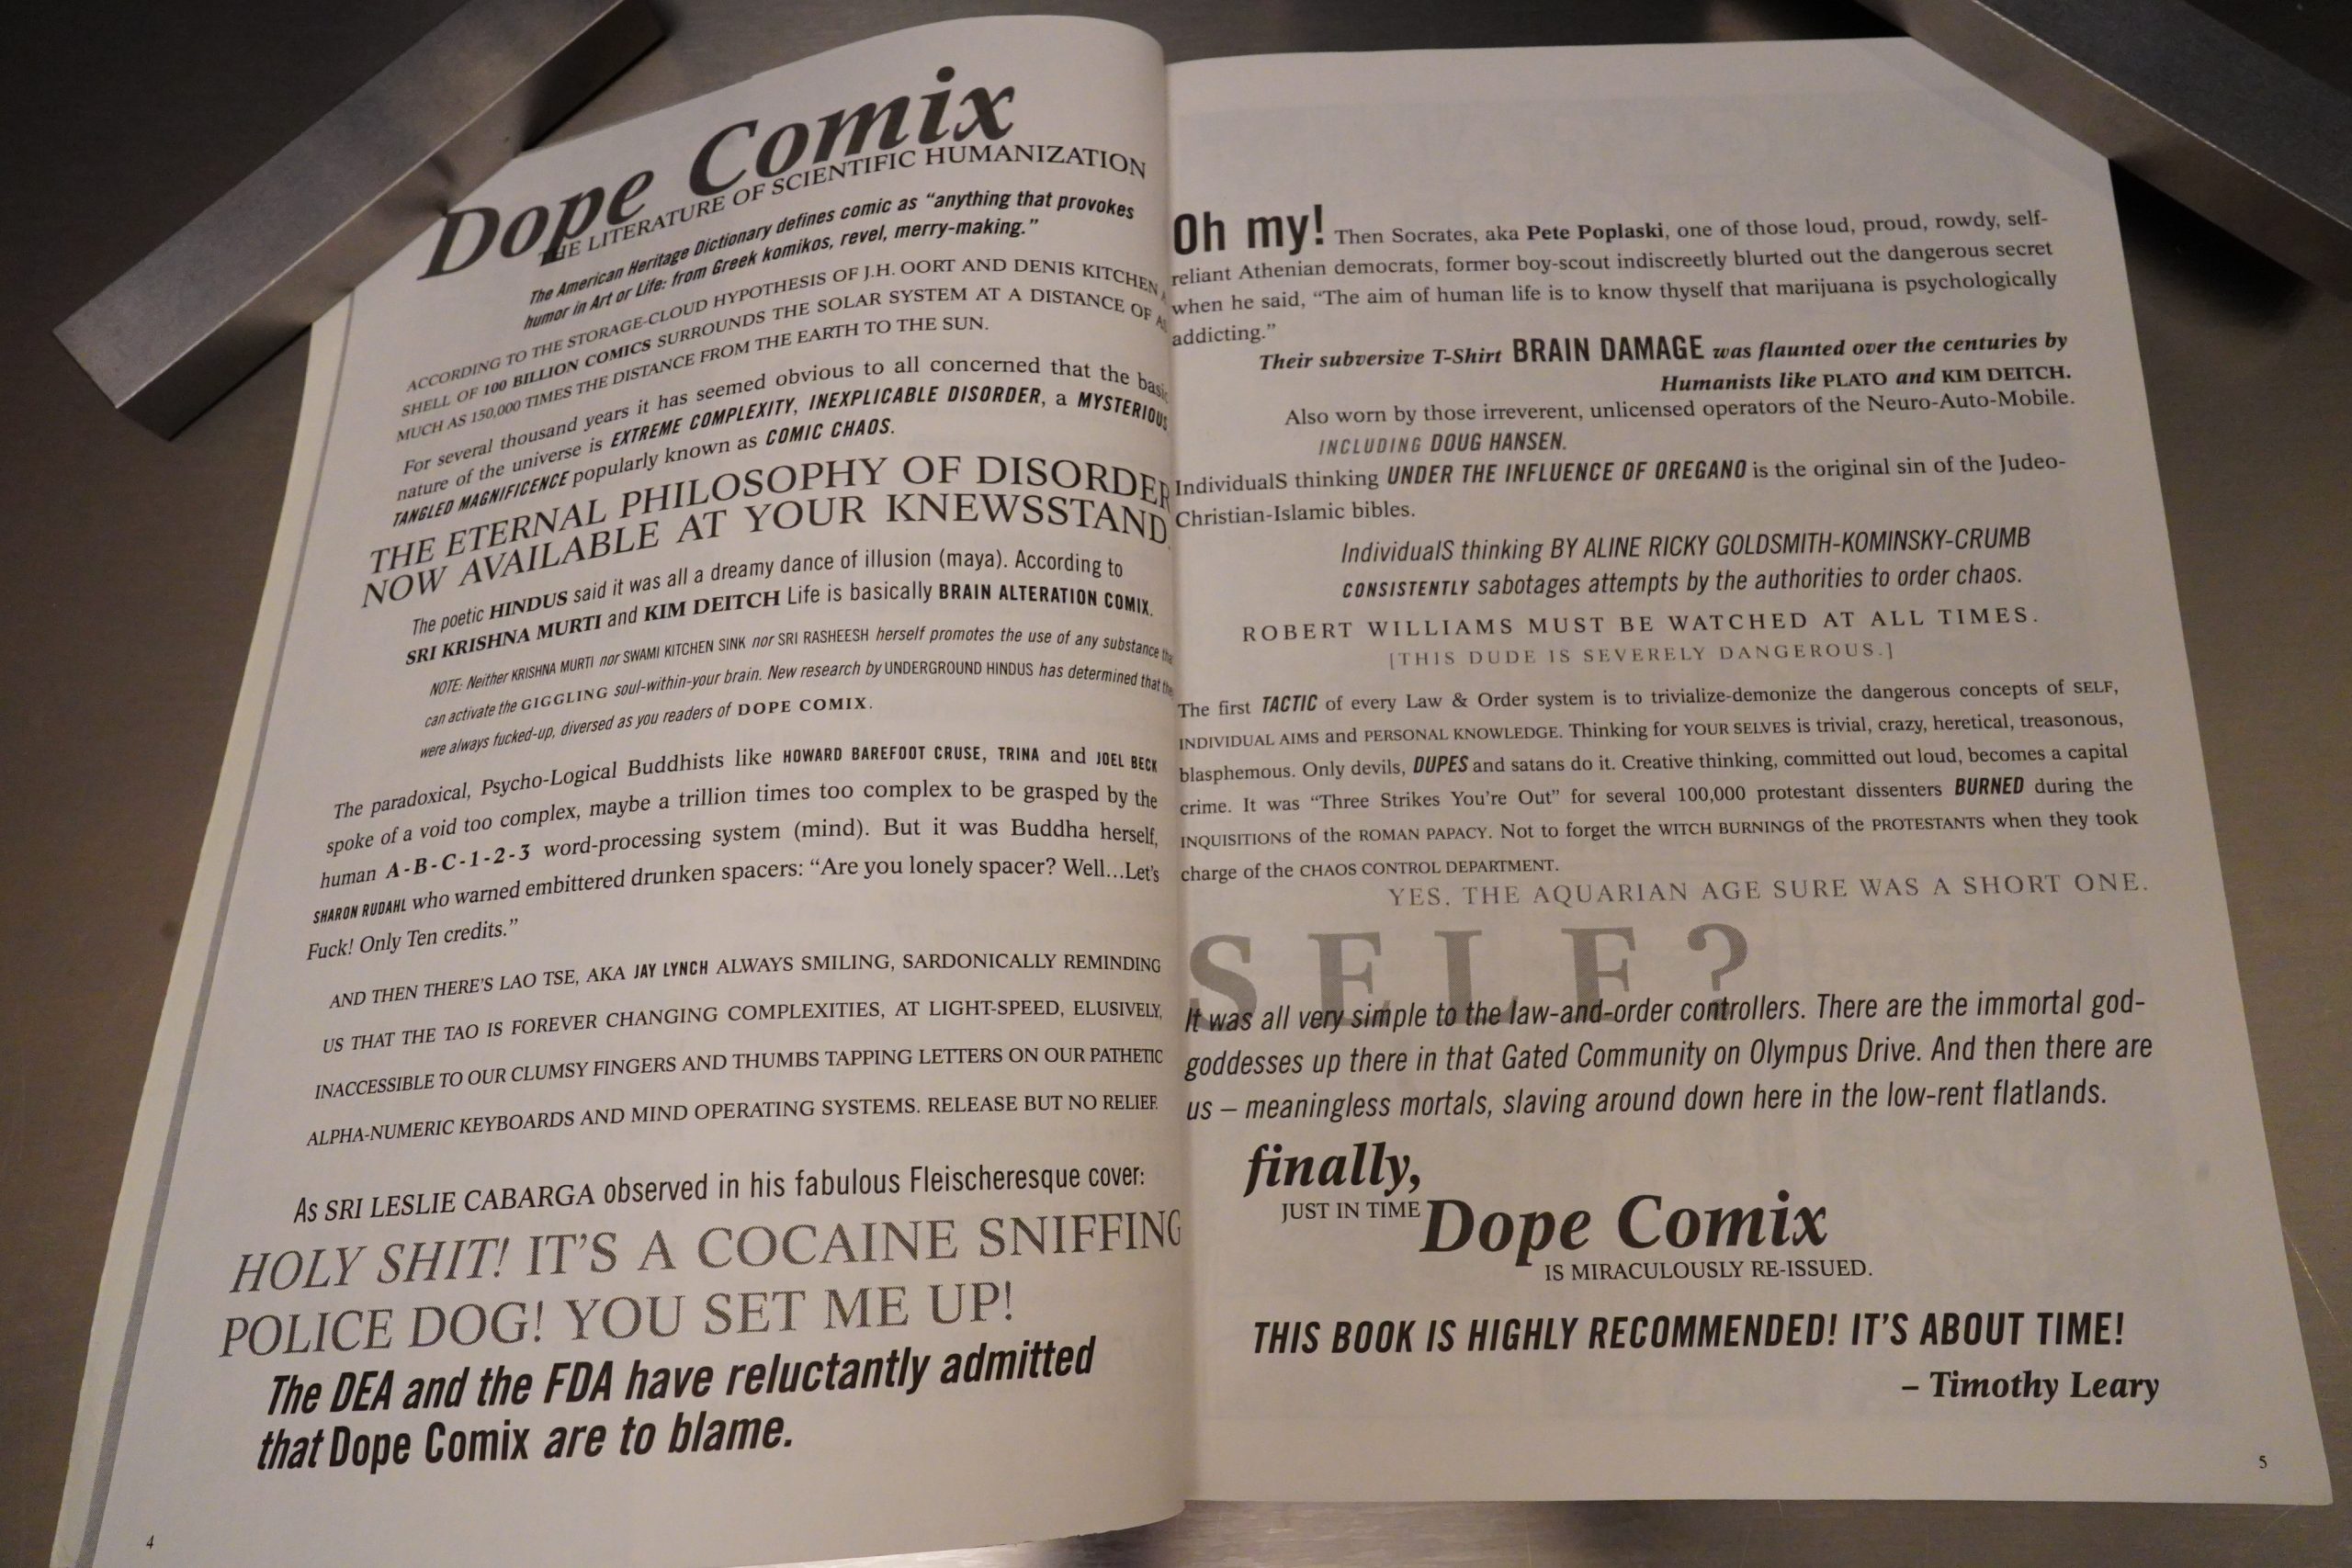 Dope Comix
THE LITERATURE OF SCIENTIFIC HUMANIZATION
The American Heritage Dictionary defines comic as “anything that provokes
humor in Art or Life: from Greek komikos, revel, merry-making.”
ACCORDING TO THE STORAGE-CLOUD HYPOTHESIS OF J.H. OORT AND DENIS KITCHEN
SHELL OF 100 BILLION COMICS SURROUNDS THE SOLAR SYSTEM AT A DISTANCE OF
MUCH AS 150,000 TIMES THE DISTANCE FROM THE EARTH TO THE SUN.
For several thousand years it has seemed obvious to all concerned that the basic
nature of the universe is EXTREME COMPLEXITY, INEXPLICABLE DISORDER, a MYSTERIOUS
TANGLED MAGNIFICENCE popularly known as COMIC CHAOS.
THE ETERNAL PHILOSOPHY OF DISORDER
NOW AVAILABLE AT YOUR KNEWSSTAND
The poetic HINDUS said it was all a dreamy dance of illusion (maya). According to
SRI KRISHNA MURTI and KIM DEITCH Life is basically BRAIN ALTERATION COMIX.
NOTE: Neither KRISHNA MURTI nor SWAMI KITCHEN SINK nor SRI RASHEESH herself promotes the use of any substance
can activate the GIGGLING soul-within-your brain. New research by UNDERGROUND HINDUS has determined that
were always fucked-up, diversed as you readers of DOPE COMIX.
The paradoxical, Psycho-Logical Buddhists like HOWARD BAREFOOT CRUSE, TRINA and JOEL BECK
spoke of a void too complex, maybe a trillion times too complex to be grasped by the
human A-B-C-1-2-3 word-processing system (mind). But it was Buddha herself,
SHARON RUDAHL who warned embittered drunken spacers: “Are you lonely spacer? Well...Let's
Fuck! Only Ten credits.”
AND THEN THERE'S LAO TSE, AKA JAY LYNCH ALWAYS SMILING, SARDONICALLY REMINDING
US THAT THE TAO IS FOREVER CHANGING COMPLEXITIES, AT LIGHT-SPEED, ELUSIVELY,
INACCESSIBLE TO OUR CLUMSY FINGERS AND THUMBS TAPPING LETTERS ON OUR PATHETIC
ALPHA-NUMERIC KEYBOARDS AND MIND OPERATING SYSTEMS. RELEASE BUT NO RELIEF.
As SRI LESLIE CABARGA observed in his fabulous Fleischeresque cover:
HOLY SHIT! IT'S A COCAINE SNIFFING
POLICE DOG! YOU SET ME UP!
The DEA and the FDA have reluctantly admitted
that Dope Comix are to blame.
4
Oh my! Then Socrates, aka Pete Poplaski, one of those loud, proud, rowdy, self-
reliant Athenian democrats, former boy-scout indiscreetly blurted out the dangerous secret
when he said, “The aim of human life is to know thyself that marijuana is psychologically
addicting.”
Their subversive T-Shirt BRAIN DAMAGE was flaunted over the centuries by
Humanists like PLATO and KIM DEITCH.
Also worn by those irreverent, unlicensed operators of the Neuro-Auto-Mobile.
INCLUDING DOUG HANSEN.
IndividualS thinking UNDER THE INFLUENCE OF OREGANO is the original sin of the Judeo-
Christian-Islamic bibles.
IndividualS thinking BY ALINE RICKY GOLDSMITH-KOMINSKY-CRUMB
CONSISTENTLY sabotages attempts by the authorities to order chaos.
ROBERT WILLIAMS MUST BE WATCHED AT ALL TIMES.
[THIS DUDE IS SEVERELY DANGEROUS.]
The first TACTIC of every Law & Order system is to trivialize-demonize the dangerous concepts of SELF,
INDIVIDUAL AIMS and PERSONAL KNOWLEDGE. Thinking for YOUR SELVES is trivial, crazy, heretical, treasonous,
blasphemous. Only devils, DUPES and satans do it. Creative thinking, committed out loud, becomes a capital
crime. It was “Three Strikes You're Out” for several 100,000 protestant dissenters BURNED during the
INQUISITIONS of the ROMAN PAPACY. Not to forget the WITCH BURNINGS of the PROTESTANTS when they took
charge of the CHAOS CONTROL DEPARTMENT.
YES. THE AQUARIAN AGE SURE WAS A SHORT ONE.
SELF?
It was all very simple to the law-and-order controllers. There are the immortal god-
goddesses up there in that Gated Community on Olympus Drive. And then there are
us – meaningless mortals, slaving around down here in the low-rent flatlands.
finally,
JUST IN TIME Dope Comix
IS MIRACULOUSLY RE-ISSUED.
THIS BOOK IS HIGHLY RECOMMENDED! IT'S ABOUT TIME!
– Timothy Leary
5